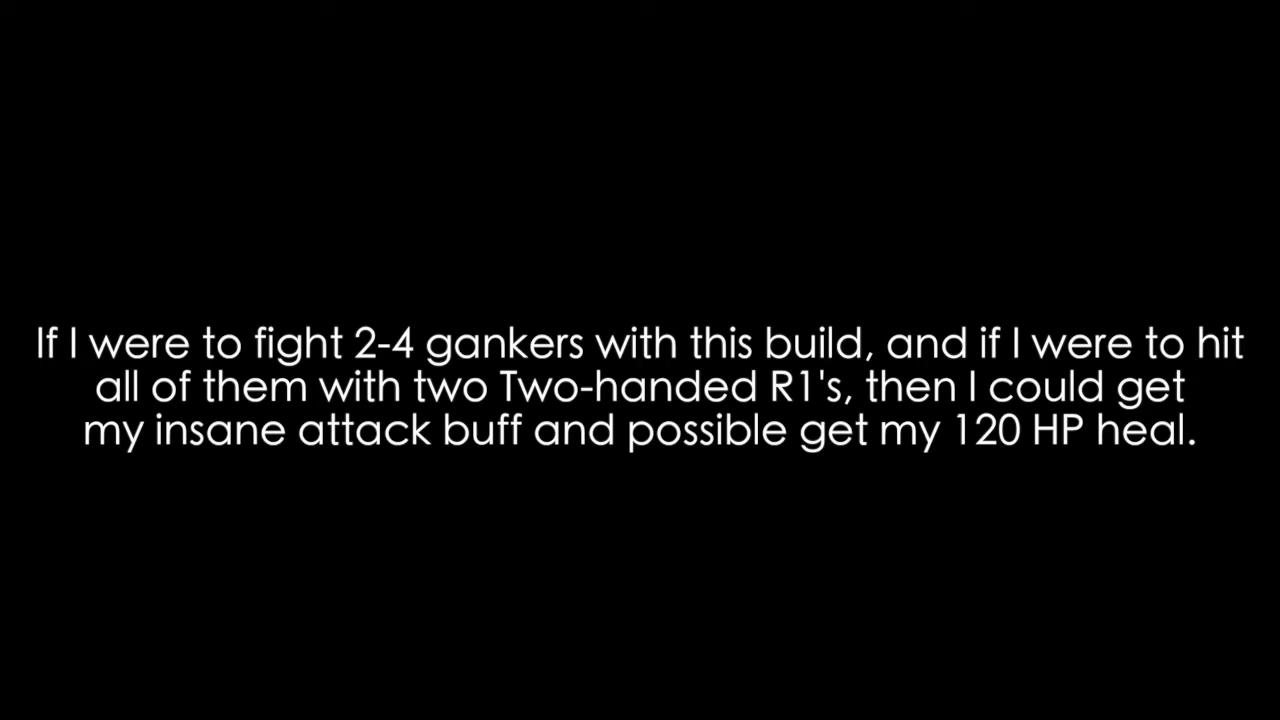 If I were to fight 2-4 gankers with this build, and if I were to hit
all of them with two Two-handed R1's, then I could get
my insane attack buff and possible get my 120 HP heal.